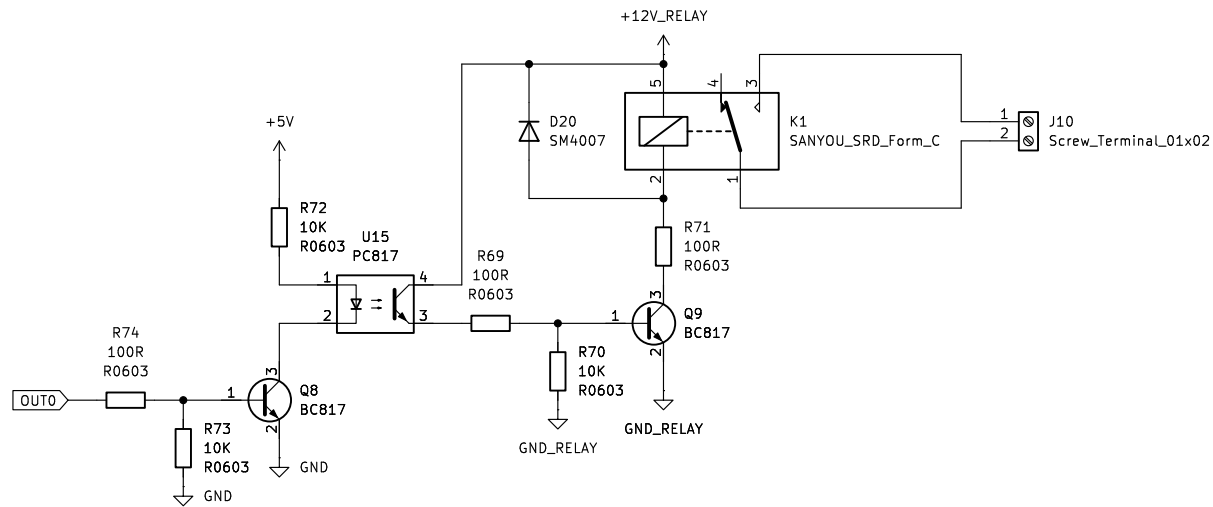 +12V_RELAY
5
4
3
K1
SANYOU_SRD_Form_C
2
1
1
2
J10
Screw_Terminal_01x02
D20
SM4007
+5V
R72
10K
R0603
U15
PC817
1
2
4
3
R69
100R
R0603
R71
100R
R0603
1
3
2
Q9
BC817
R70
10K
R0603
GND_RELAY
GND_RELAY
R74
100R
R0603
OUT0
1
3
2
Q8
BC817
R73
10K
R0603
GND
GND